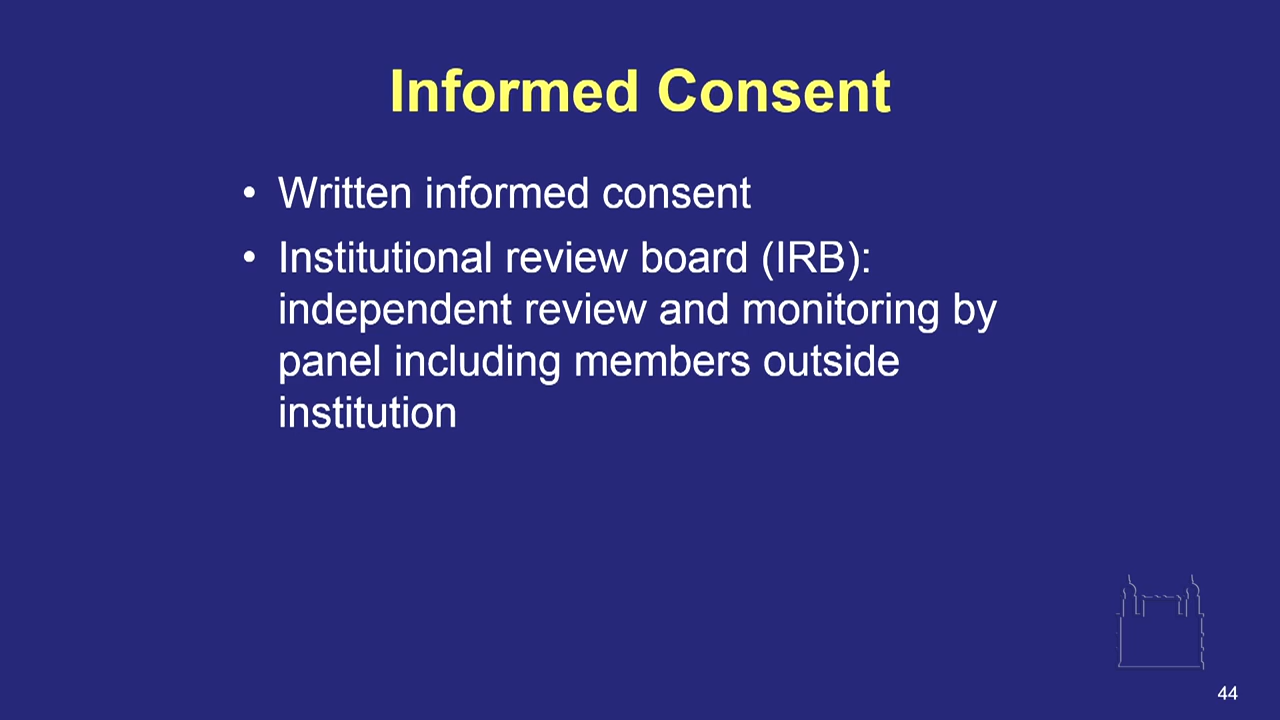 Informed Consent
• Written informed consent
• Institutional review board (IRB):
independent review and monitoring by
panel including members outside
institution
44